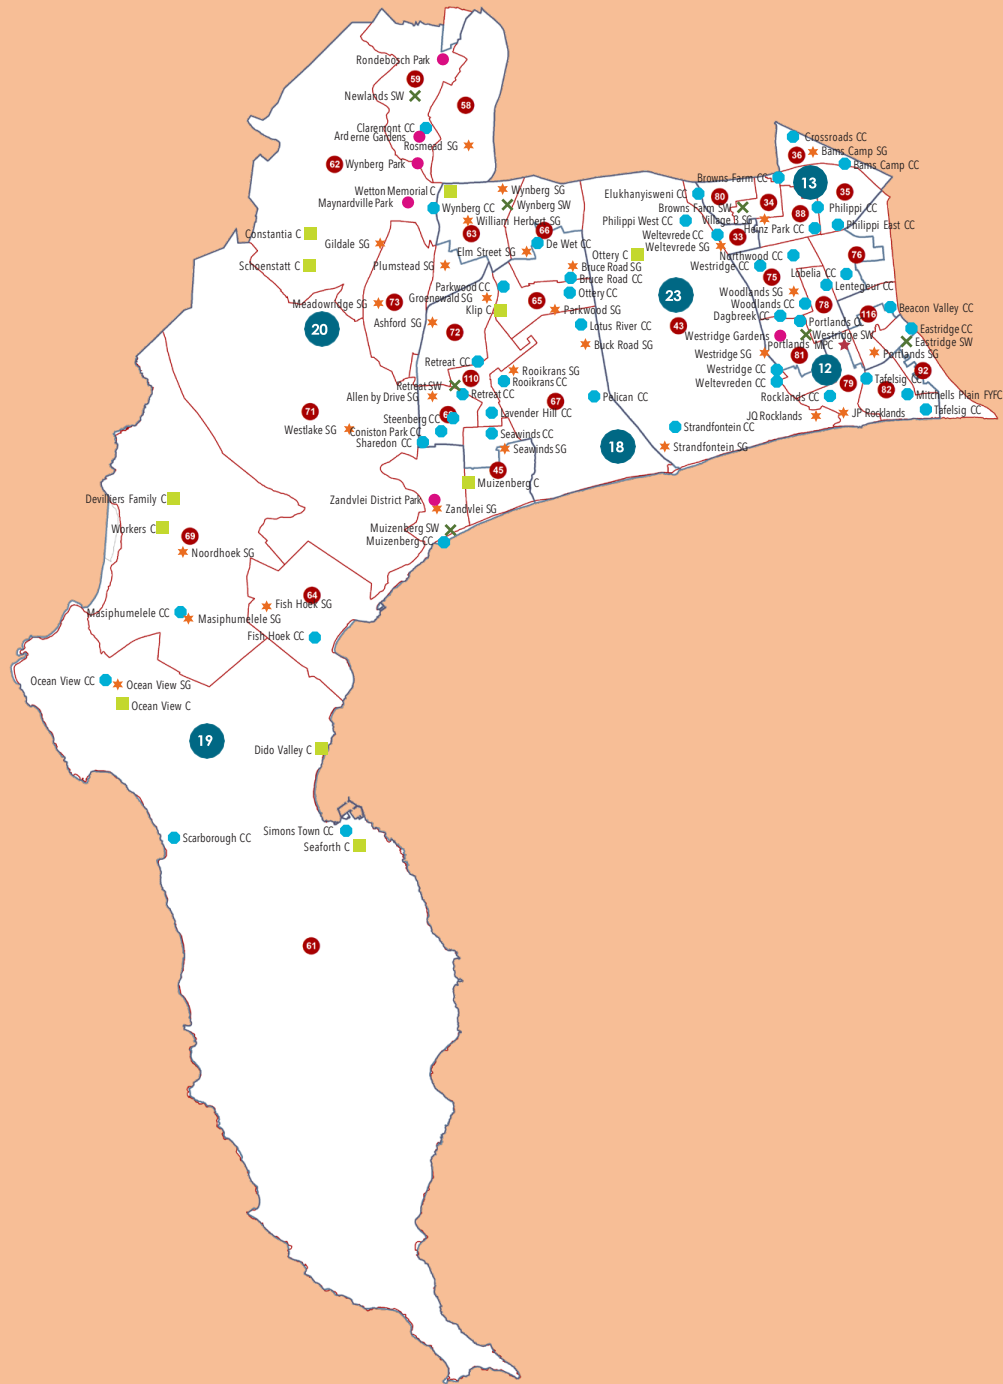 Rondebosch Park
59
Newlands SW
58
Claremont CC
Arderne Gardens
Rosmead SG
62
Wynberg Park
Wetton Memorial C
Maynardville Park
Wynberg SG
Wynberg SW
Wynberg CC
William Herbert SG
63
66
De Wet CC
Elm Street SG
Constantia C
Gildale SG
Schoenstatt C
Plumstead SG
Bruce Road SG
Bruce Road CC
Parkwood CC
Ottery CC
Groenewald SG
65
Klip C
Parkwood SG
Meadowridge SG
73
Ashford SG
20
72
Lotus River CC
Buck Road SG
Retreat CC
Rooikrans SG
110
Rooikrans CC
Retreat SW
Retreat CC
Allen by Drive SG
67
Pelican CC
71
Westlake SG
Steenberg CC
Lavender Hill CC
Coniston Park CC
Seawinds CC
Sharedon CC
Seawinds SG
18
45
Muizenberg C
Zandvlei District Park
Zandvlei SG
Muizenberg SW
Muizenberg CC
Crossroads CC
36
Barns Camp SG
Barns Camp CC
Browns Farm CC
13
Elukhanyisweni CC
80
34
35
Browns Farm SW
Philippi CC
88
Philippi West CC
Village 3 SG
Heinz Park CC
Philippi East CC
Weltevrede CC
33
Weltevrede SG
Ottery C
Northwood CC
76
Westridge CC
Lobelia CC
75
Lentegeur CC
23
Woodlands SG
Woodlands CC
78
Beacon Valley CC
116
Dagbreek CC
Portlands CC
Eastridge CC
43
Westridge Gardens
Westridge SW
Eastridge SW
Portlands MPC
Westridge SG
81
Portlands SG
Westridge CC
12
92
Weltevreden CC
79
Tafelsig CC
82
Rocklands CC
Mitchells Plain FYFC
JQ Rocklands
JP Rocklands
Tafelsig CC
Strandfontein CC
Strandfontein SG
Devilliers Family C
Workers C
69
Noordhoek SG
64
Fish Hoek SG
Masiphumelele CC
Masiphumelele SG
Fish Hoek CC
Ocean View CC
Ocean View SG
Ocean View C
19
Dido Valley C
Simons Town CC
Scarborough CC
Seaforth C
61